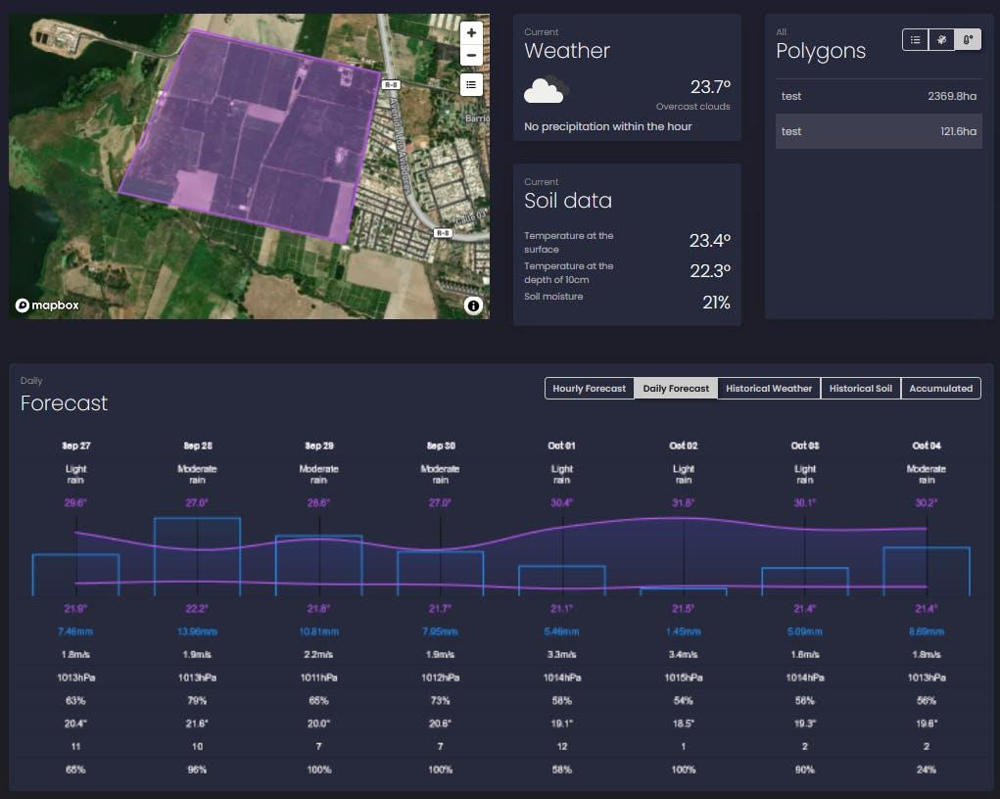 R-8
Avenida Los Aviadores
Barrio
Calle 03
R-8
mapbox
Current
Weather
23.7°
Overcast clouds
No precipitation within the hour
Current
Soil data
Temperature at the
surface
23.4°
Temperature at the
depth of 10cm
22.3°
Soil moisture
21%
All
Polygons
test 2369.8ha
test 121.6ha
Daily
Forecast
Hourly Forecast Daily Forecast Historical Weather Historical Soil Accumulated
Sep 27 Sep 28 Sep 29 Sep 30 Oct 01 Oct 02 Oct 03 Oct 04
Light Moderate Moderate Moderate Light Light Light Moderate
rain rain rain rain rain rain rain rain
29.6° 27.0° 28.6° 27.0° 30.4° 31.8° 30.1° 30.2°
21.9° 22.2° 21.8° 21.7° 21.1° 21.5° 21.4° 21.4°
7.46mm 13.96mm 10.81mm 7.95mm 5.46mm 1.45mm 5.09mm 8.69mm
1.8m/s 1.9m/s 2.2m/s 1.9m/s 3.3m/s 3.4m/s 1.6m/s 1.8m/s
1013hPa 1013hPa 1011hPa 1012hPa 1014hPa 1015hPa 1014hPa 1013hPa
63% 79% 65% 73% 58% 54% 56% 56%
20.4° 21.6° 20.0° 20.6° 19.1° 18.5° 19.3° 19.6°
11 10 7 7 12 1 2 2
65% 96% 100% 100% 58% 100% 90% 24%